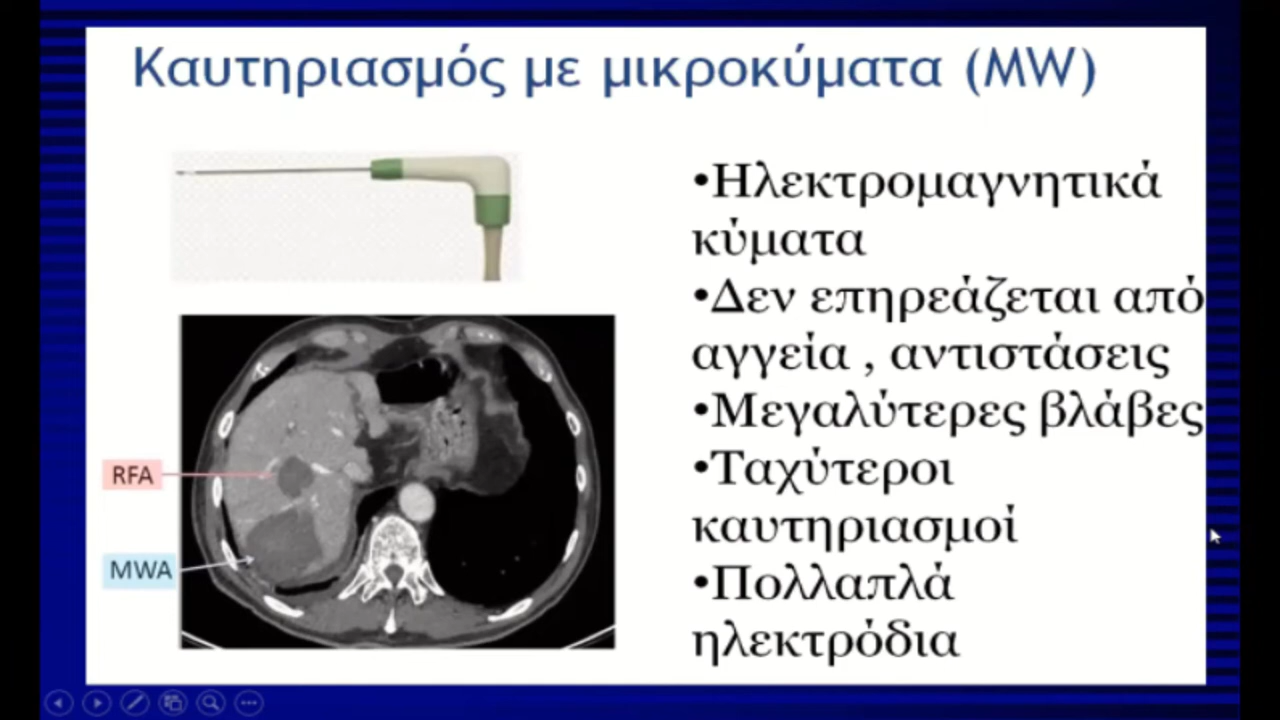 Καυτηριασμός με μικροκύματα (MW)
•Ηλεκτρομαγνητικά
κύματα
•Δεν επηρεάζεται από
αγγεία , αντιστάσεις
•Μεγαλύτερες βλάβες
•Ταχύτεροι
καυτηριασμοί
•Πολλαπλά
ηλεκτρόδια
RFA
MWA